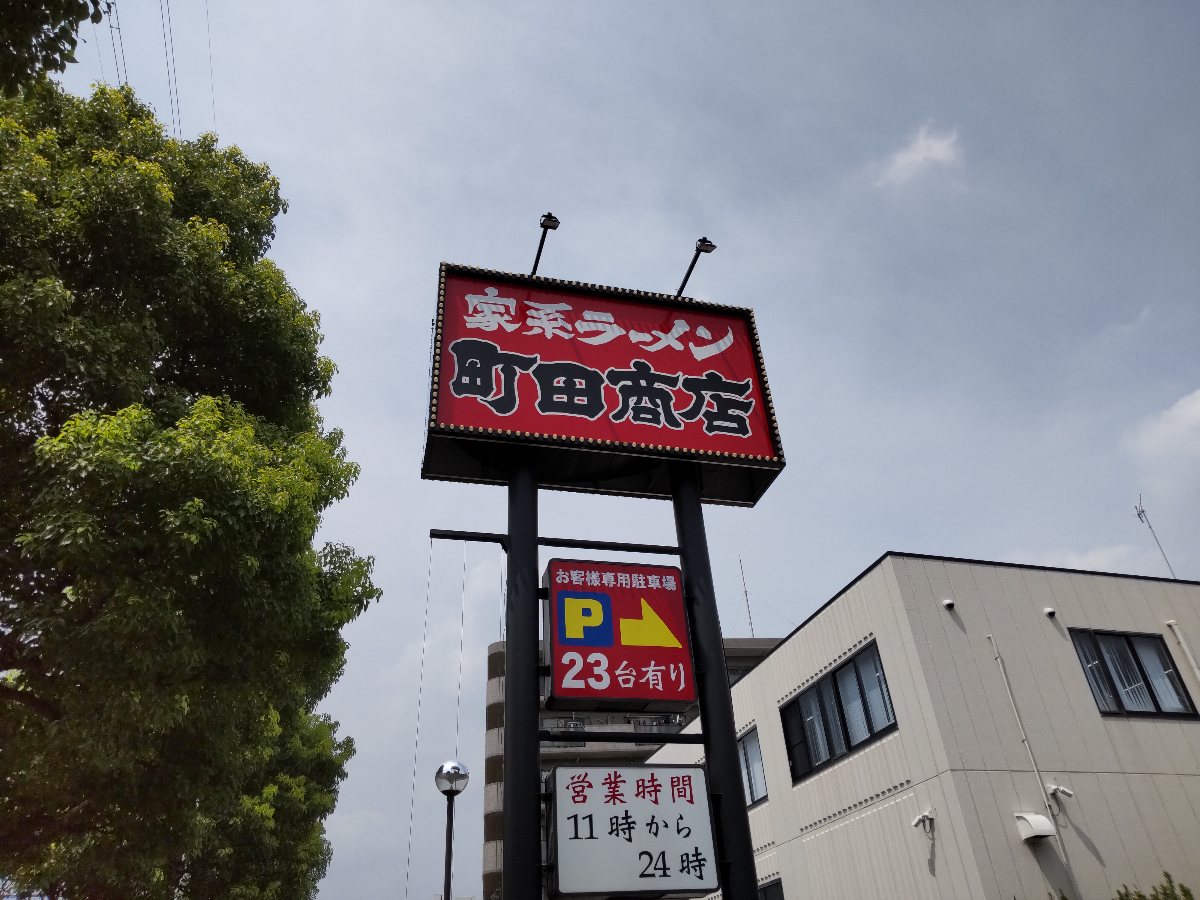 家系ラーメン
町田商店
お客様専用駐車場
P
23台有り
営業時間
11時から
24時